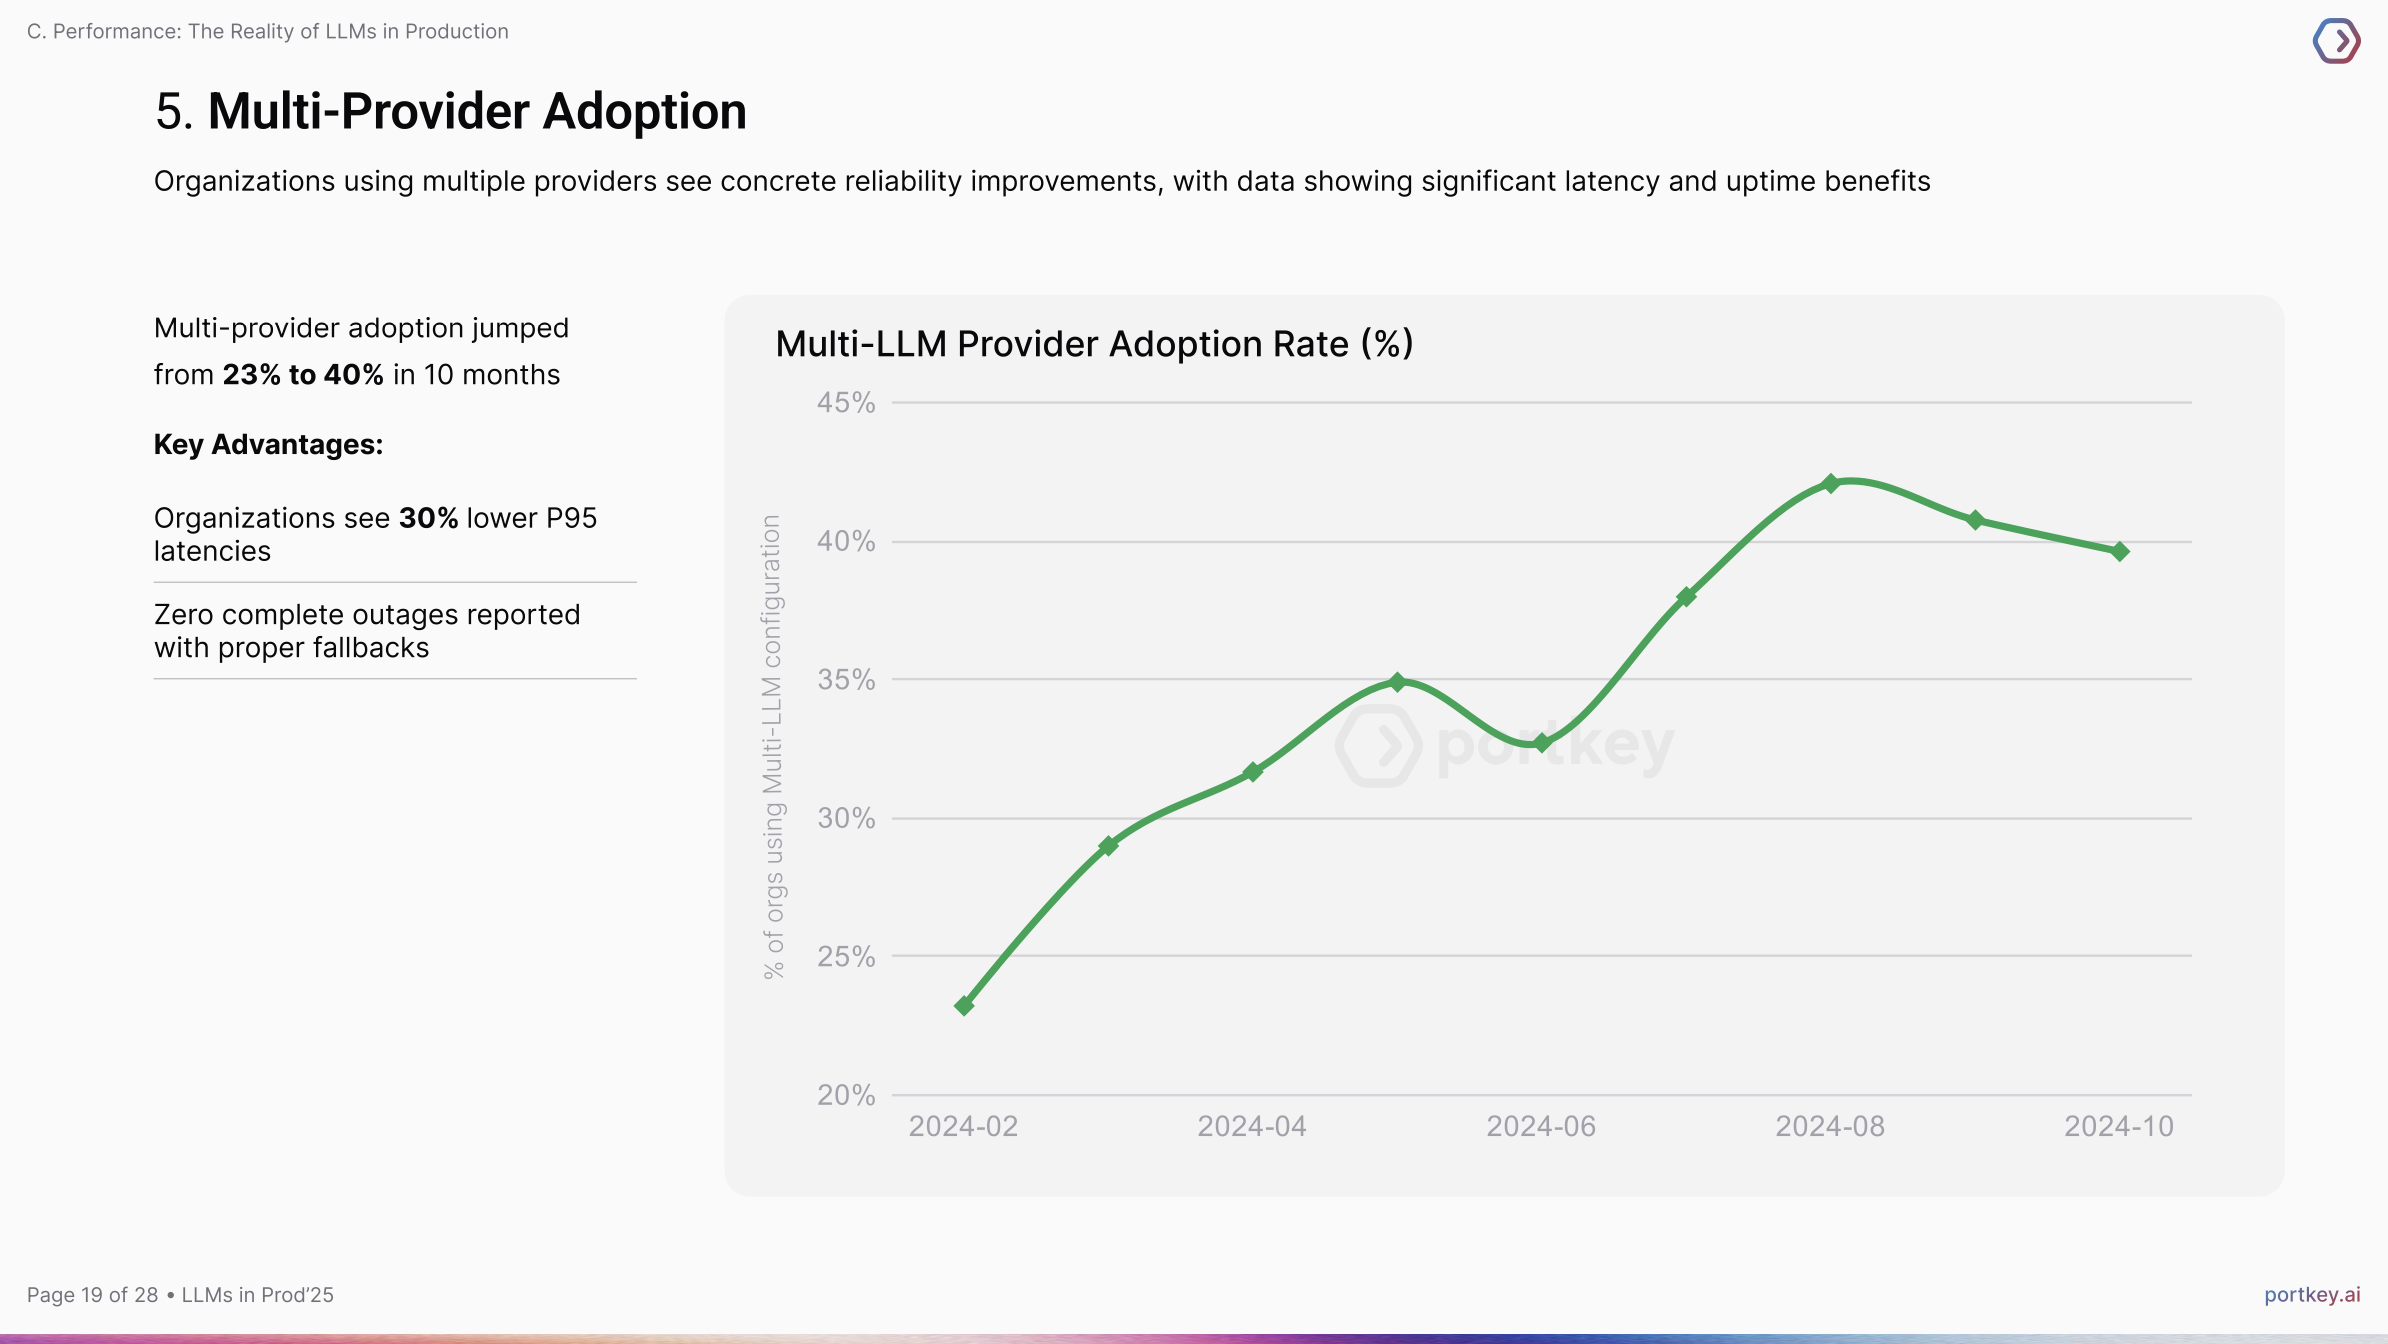 C. Performance: The Reality of LLMs in Production
5. Multi-Provider Adoption
Organizations using multiple providers see concrete reliability improvements, with data showing significant latency and uptime benefits
Multi-provider adoption jumped
from 23% to 40% in 10 months
Key Advantages:
Organizations see 30% lower P95
latencies
Zero complete outages reported
with proper fallbacks
Multi-LLM Provider Adoption Rate (%)
% of orgs using Multi-LLM configuration
45%
40%
35%
30%
25%
20%
portkey
2024-02
2024-04
2024-06
2024-08
2024-10
Page 19 of 28 • LLMs in Prod’25
portkey.ai